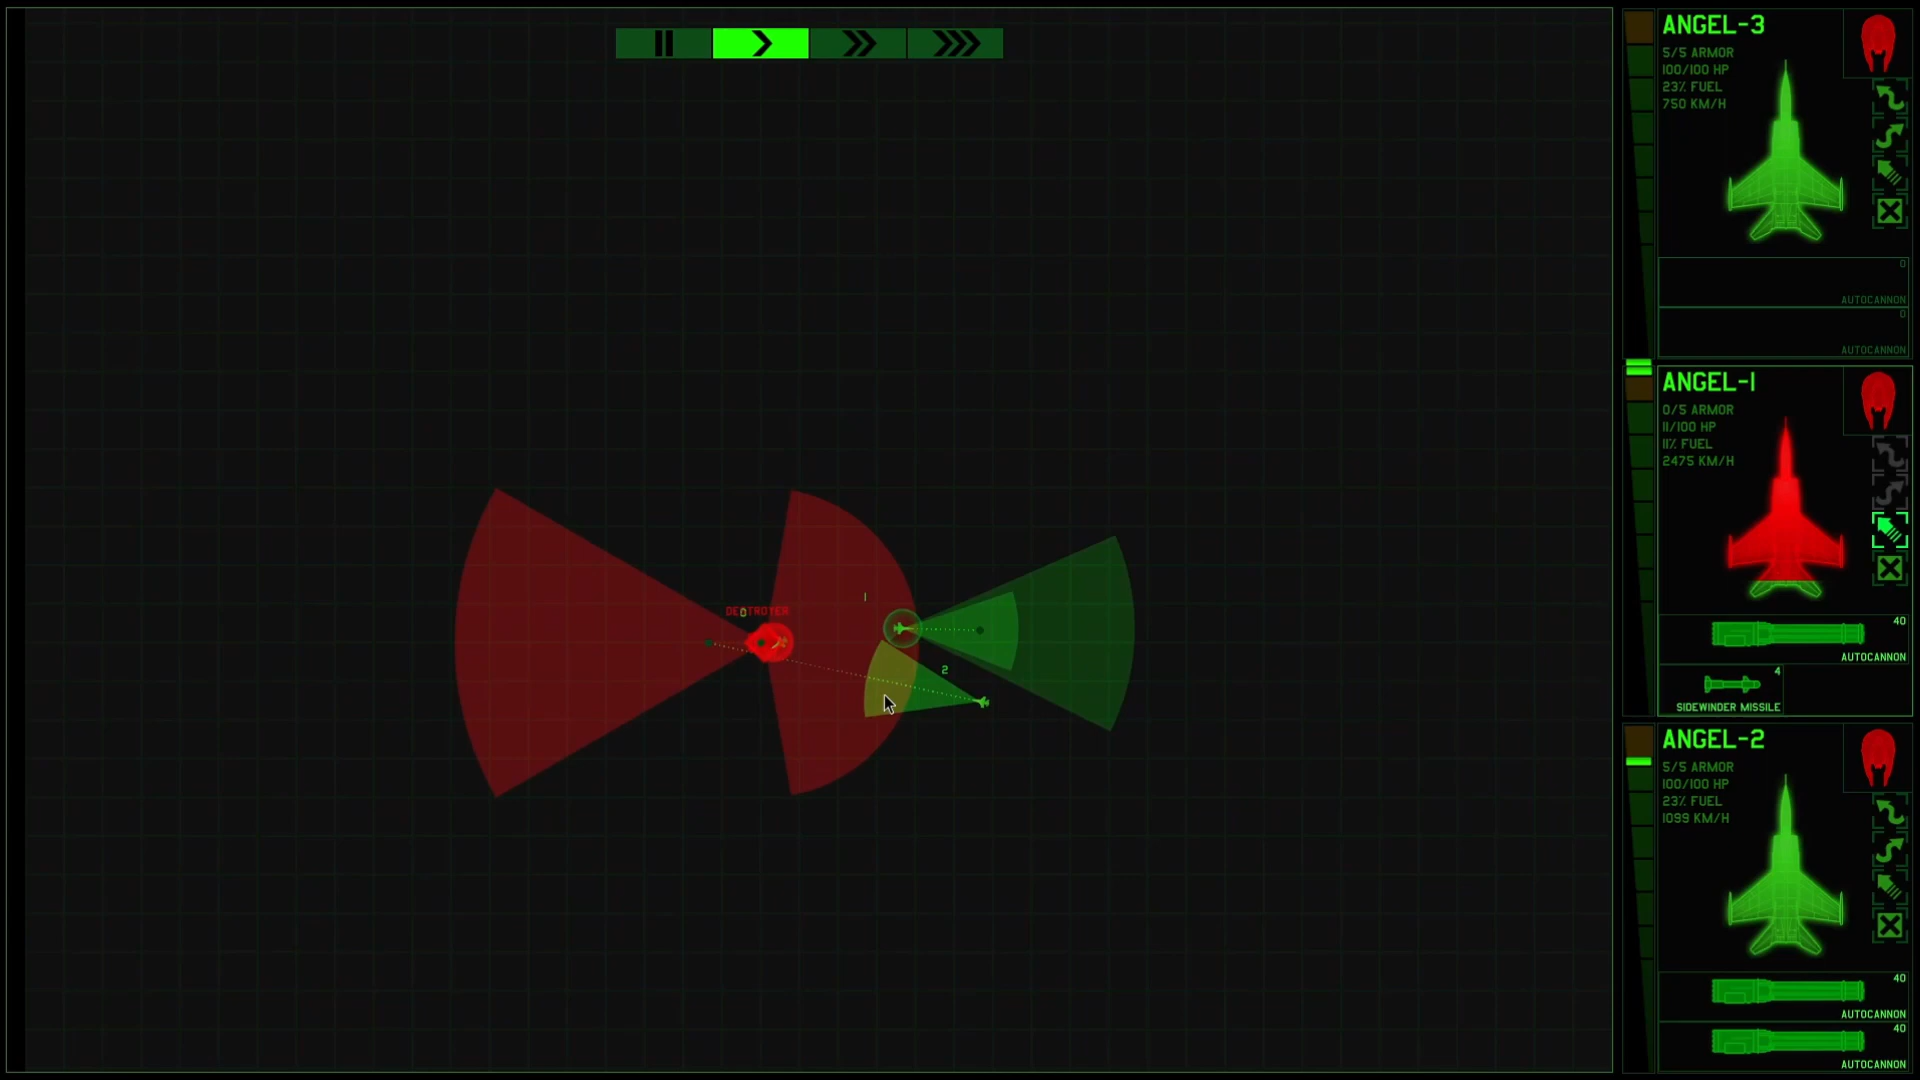 ANGEL-3
5/5 ARMOR
100/100 HP
23% FUEL
750 KM/H
0
AUTOCANNON
0
AUTOCANNON
ANGEL-1
0/5 ARMOR
11/100 HP
11% FUEL
2475 KM/H
40
AUTOCANNON
4
SIDEWINDER MISSILE
ANGEL-2
5/5 ARMOR
100/100 HP
23% FUEL
1099 KM/H
40
AUTOCANNON
40
AUTOCANNON
1
DESTROYER
2